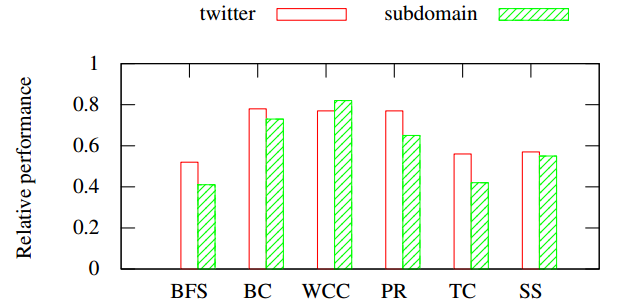 twitter subdomain
Relative performance
1
0.8
0.6
0.4
0.2
0
BFS BC WCC PR TC SS